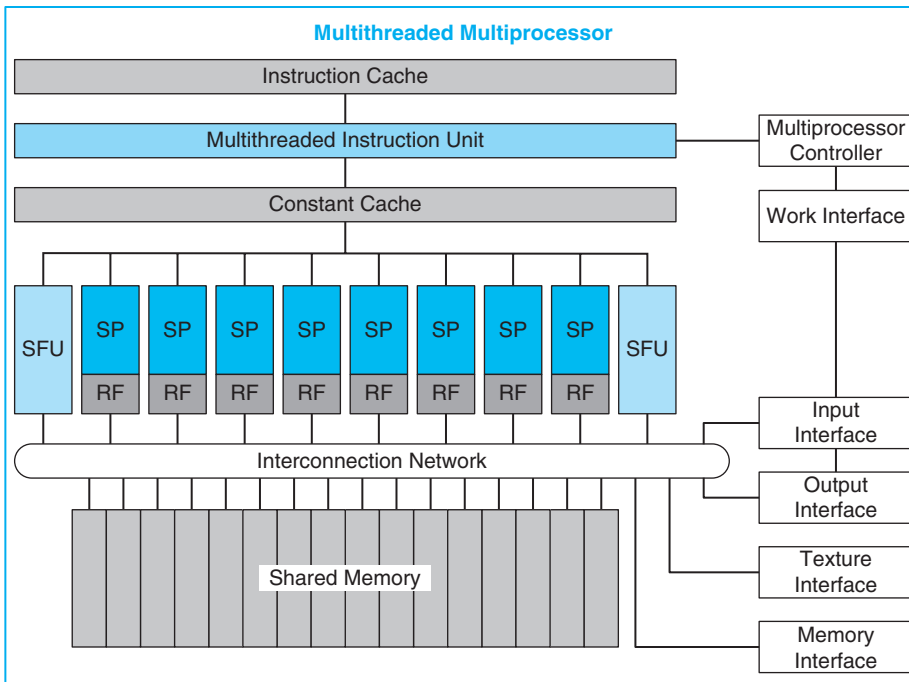 Multithreaded Multiprocessor
Instruction Cache
Multithreaded Instruction Unit
Multiprocessor
Controller
Constant Cache
Work Interface
SFU
SP
SP
SP
SP
SP
SP
SP
SP
SFU
RF
RF
RF
RF
RF
RF
RF
RF
Input
Interface
Interconnection Network
Output
Interface
Texture
Interface
Shared Memory
Memory
Interface